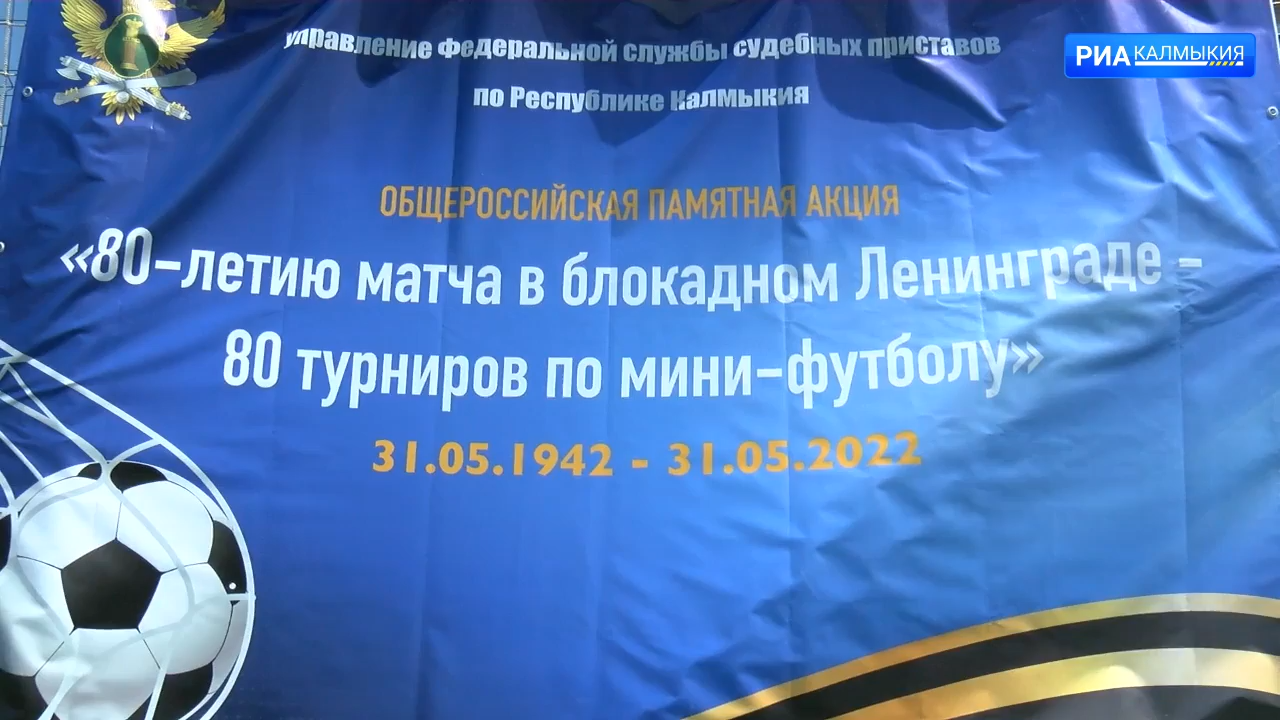 управление Федеральной службы судебных приставов
РИА КАЛМЫКИЯ
по Республике Калмыкия
ОБЩЕРОССИЙСКАЯ ПАМЯТНАЯ АКЦИЯ
«80-летию матча в блокадном Ленинграде -
80 турниров по мини-футболу»
31.05.1942 - 31.05.2022